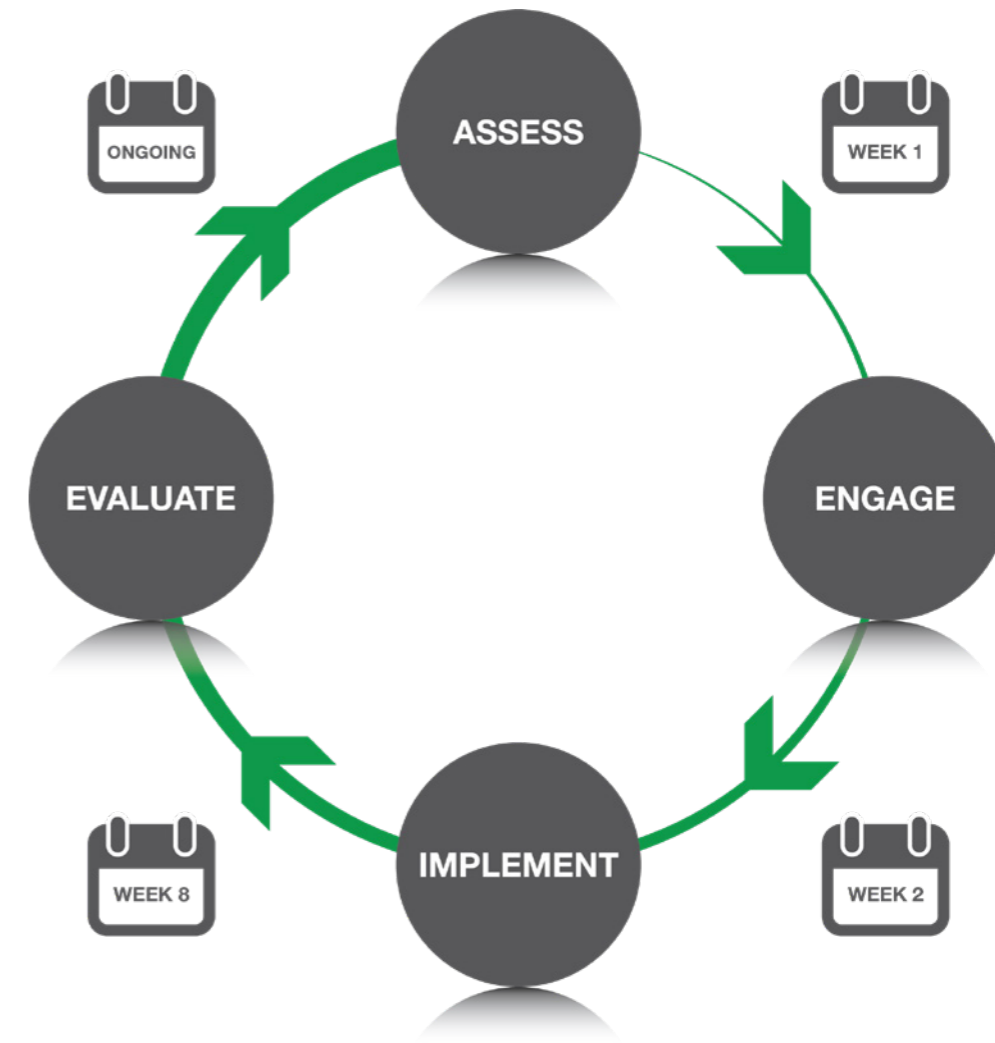 ASSESS
ONGOING
WEEK 1
EVALUATE
ENGAGE
IMPLEMENT
WEEK 8
WEEK 2